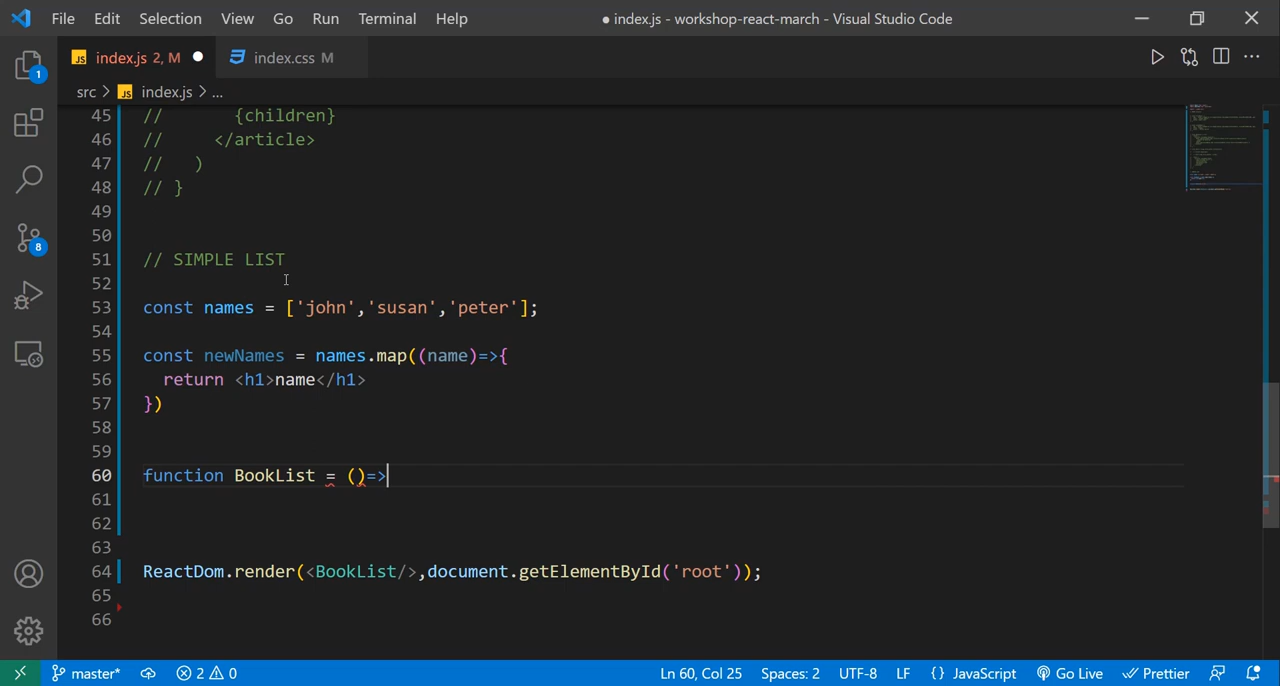 File Edit Selection View Go Run Terminal Help ● index.js - workshop-react-march - Visual Studio Code
JS index.js 2, M ● index.css M
src > JS index.js > ...
45 // {children}
46 // </article>
47 // )
48 // }
49
50
51 // SIMPLE LIST
52
53 const names = ['john','susan','peter'];
54
55 const newNames = names.map((name)=>{
56 return <h1>name</h1>
57 })
58
59
60 function BookList = ()=>
61
62
63
64 ReactDom.render(<BookList/>,document.getElementById('root'));
65
66
1
8
master* 2 0 Ln 60, Col 25 Spaces: 2 UTF-8 LF {} JavaScript Go Live Prettier